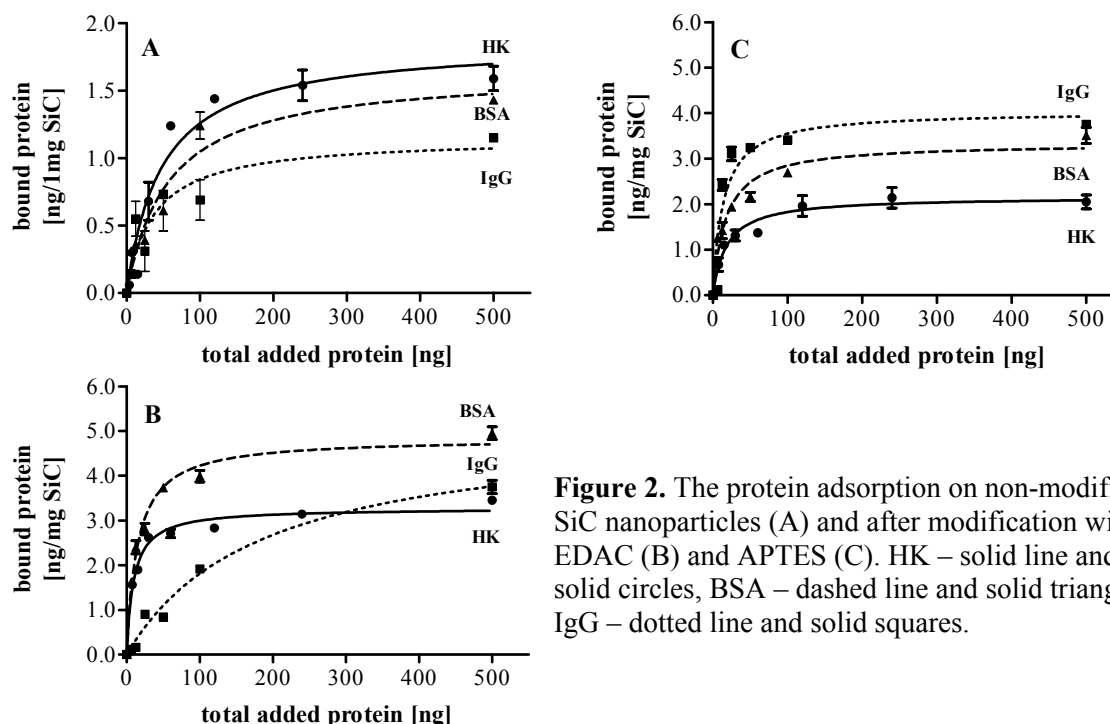 A
HK
BSA
IgG
bound protein
[ng/1mg SiC]
2.0
1.5
1.0
0.5
0.0
0 100 200 300 400 500
total added protein [ng]
C
IgG
BSA
HK
bound protein
[ng/mg SiC]
6.0
5.0
4.0
3.0
2.0
1.0
0.0
0 100 200 300 400 500
total added protein [ng]
B
BSA
IgG
HK
bound protein
[ng/mg SiC]
6.0
5.0
4.0
3.0
2.0
1.0
0.0
0 100 200 300 400 500
total added protein [ng]
Figure 2. The protein adsorption on non-modifi
SiC nanoparticles (A) and after modification wi
EDAC (B) and APTES (C). HK – solid line and
solid circles, BSA – dashed line and solid triang
IgG – dotted line and solid squares.